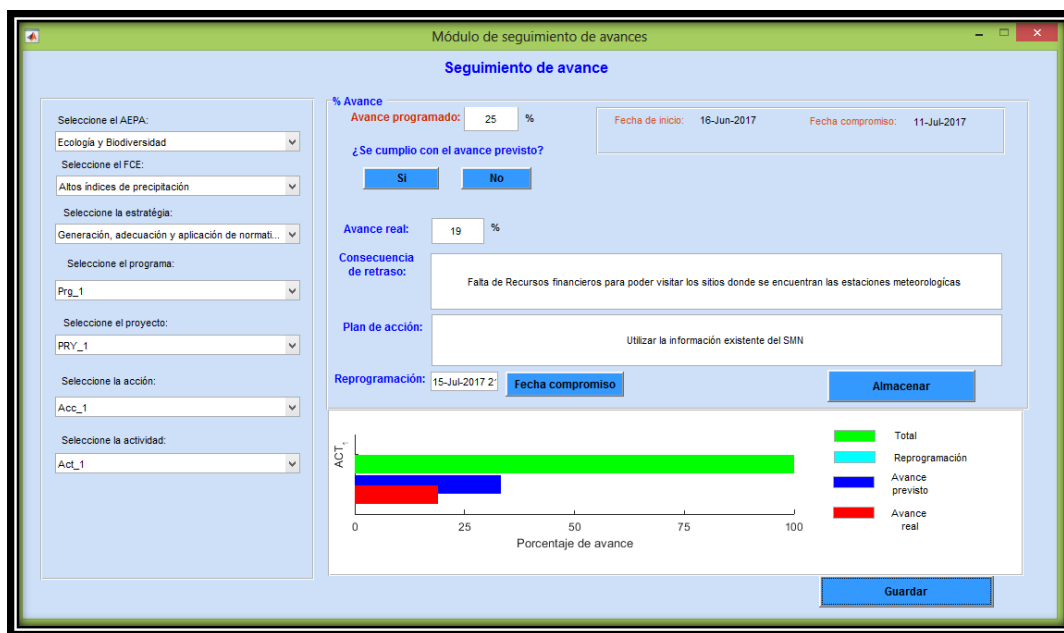 Módulo de seguimiento de avances
Seguimiento de avance
Seleccione el AEPA:
Ecología y Biodiversidad
Seleccione el FCE:
Altos índices de precipitación
Seleccione la estratégia:
Generación, adecuación y aplicación de normati...
Seleccione el programa:
Prg_1
Seleccione el proyecto:
PRY_1
Seleccione la acción:
Acc_1
Seleccione la actividad:
Act_1
% Avance
Avance programado: 25 %
Fecha de inicio: 16-Jun-2017 Fecha compromiso: 11-Jul-2017
¿Se cumplio con el avance previsto?
Si No
Avance real: 19 %
Consecuencia
de retraso:
Falta de Recursos financieros para poder visitar los sitios donde se encuentran las estaciones meteorologícas
Plan de acción:
Utilizar la información existente del SMN
Reprogramación: 15-Jul-2017 Fecha compromiso Almacenar
ACT1
0 25 50 75 100
Porcentaje de avance
Total
Reprogramación
Avance
previsto
Avance
real
Guardar